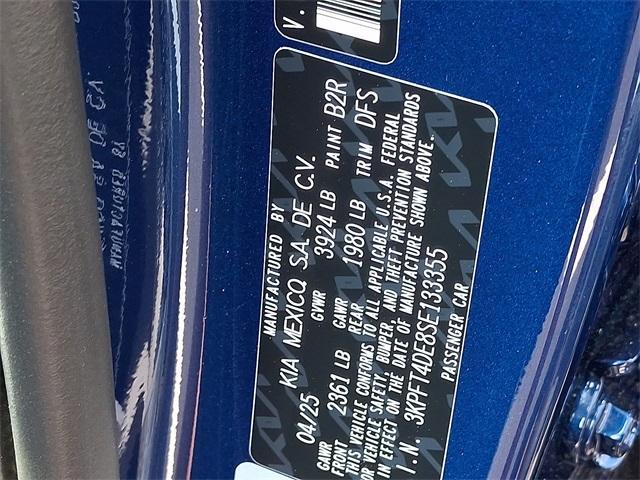 V.
MANUFACTURED BY
04/25 KIA MEXICO, S.A. DE C.V.
GVWR 3924 LB PAINT B2R
GAWR FRONT 2361 LB GAWR REAR 1980 LB TRIM DFS
THIS VEHICLE CONFORMS TO ALL APPLICABLE U.S.A. FEDERAL
MOTOR VEHICLE SAFETY, BUMPER, AND THEFT PREVENTION STANDARDS
IN EFFECT ON THE DATE OF MANUFACTURE SHOWN ABOVE.
I.N. 3KPFT4DE8SE133355
PASSENGER CAR